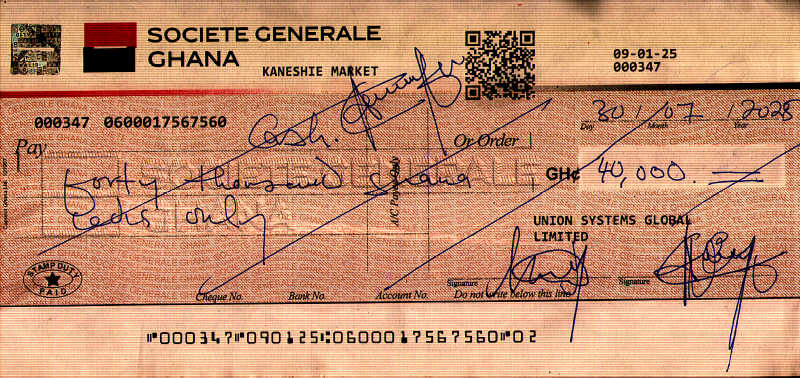 SOCIETE GENERALE
GHANA
KANESHIE MARKET
09-01-25
000347
30 / 07 / 2028
Day Month Year
000347 0600017567560
Pay Cash. Or Order
A/C Payee Only
forty thousand Ghana
cedis only
GH¢ 40,000.
UNION SYSTEMS GLOBAL
LIMITED
STAMP DUTY
PAID
Signature Signature
Cheque No. Bank No. Account No. Do not write below this line
⑈000347⑈090125⑆0600017567560⑈02